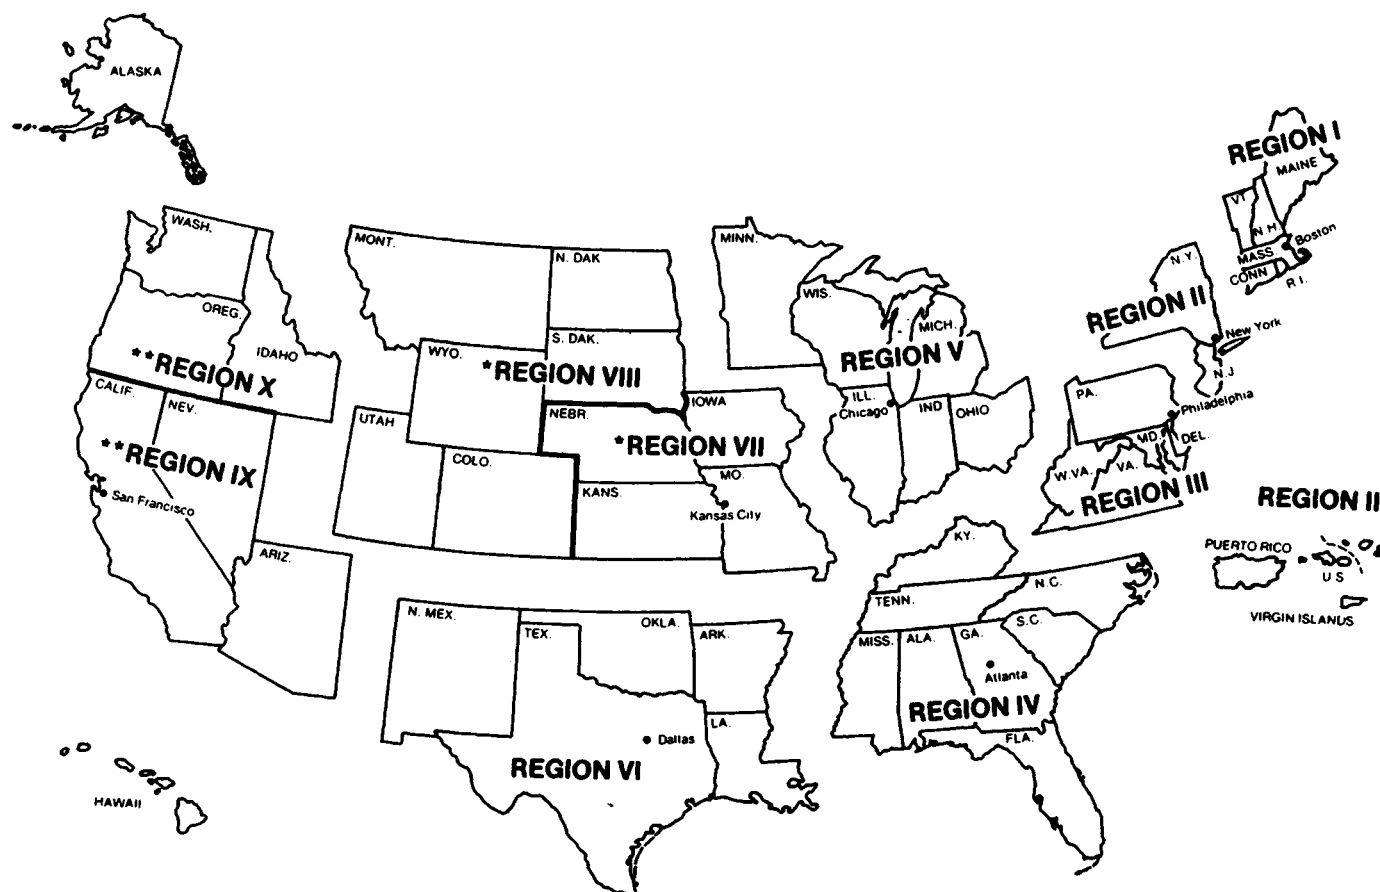 ALASKA
REGION I
MAINE
VT
N H
MASS
Boston
CONN
R I.
WASH.
MONT.
N. DAK
MINN.
N.Y.
OREG.
IDAHO
WYO.
S. DAK.
WIS.
MICH.
REGION II
New York
N.J
**REGION X
*REGION VIII
REGION V
CALIF.
NEV.
UTAH
NEBR.
IOWA
ILL.
Chicago
IND
OHIO
PA.
Philadelphia
MD.
DEL.
**REGION IX
COLO.
*REGION VII
KANS.
MO.
Kansas City
W.VA.
VA.
REGION III
San Francisco
REGION II
ARIZ.
KY.
PUERTO RICO
U S
VIRGIN ISLANDS
N. MEX.
TEX.
OKLA.
ARK.
TENN.
N.C.
S.C.
MISS.
ALA.
GA.
Atlanta
REGION IV
LA.
Dallas
FLA.
REGION VI
HAWAII